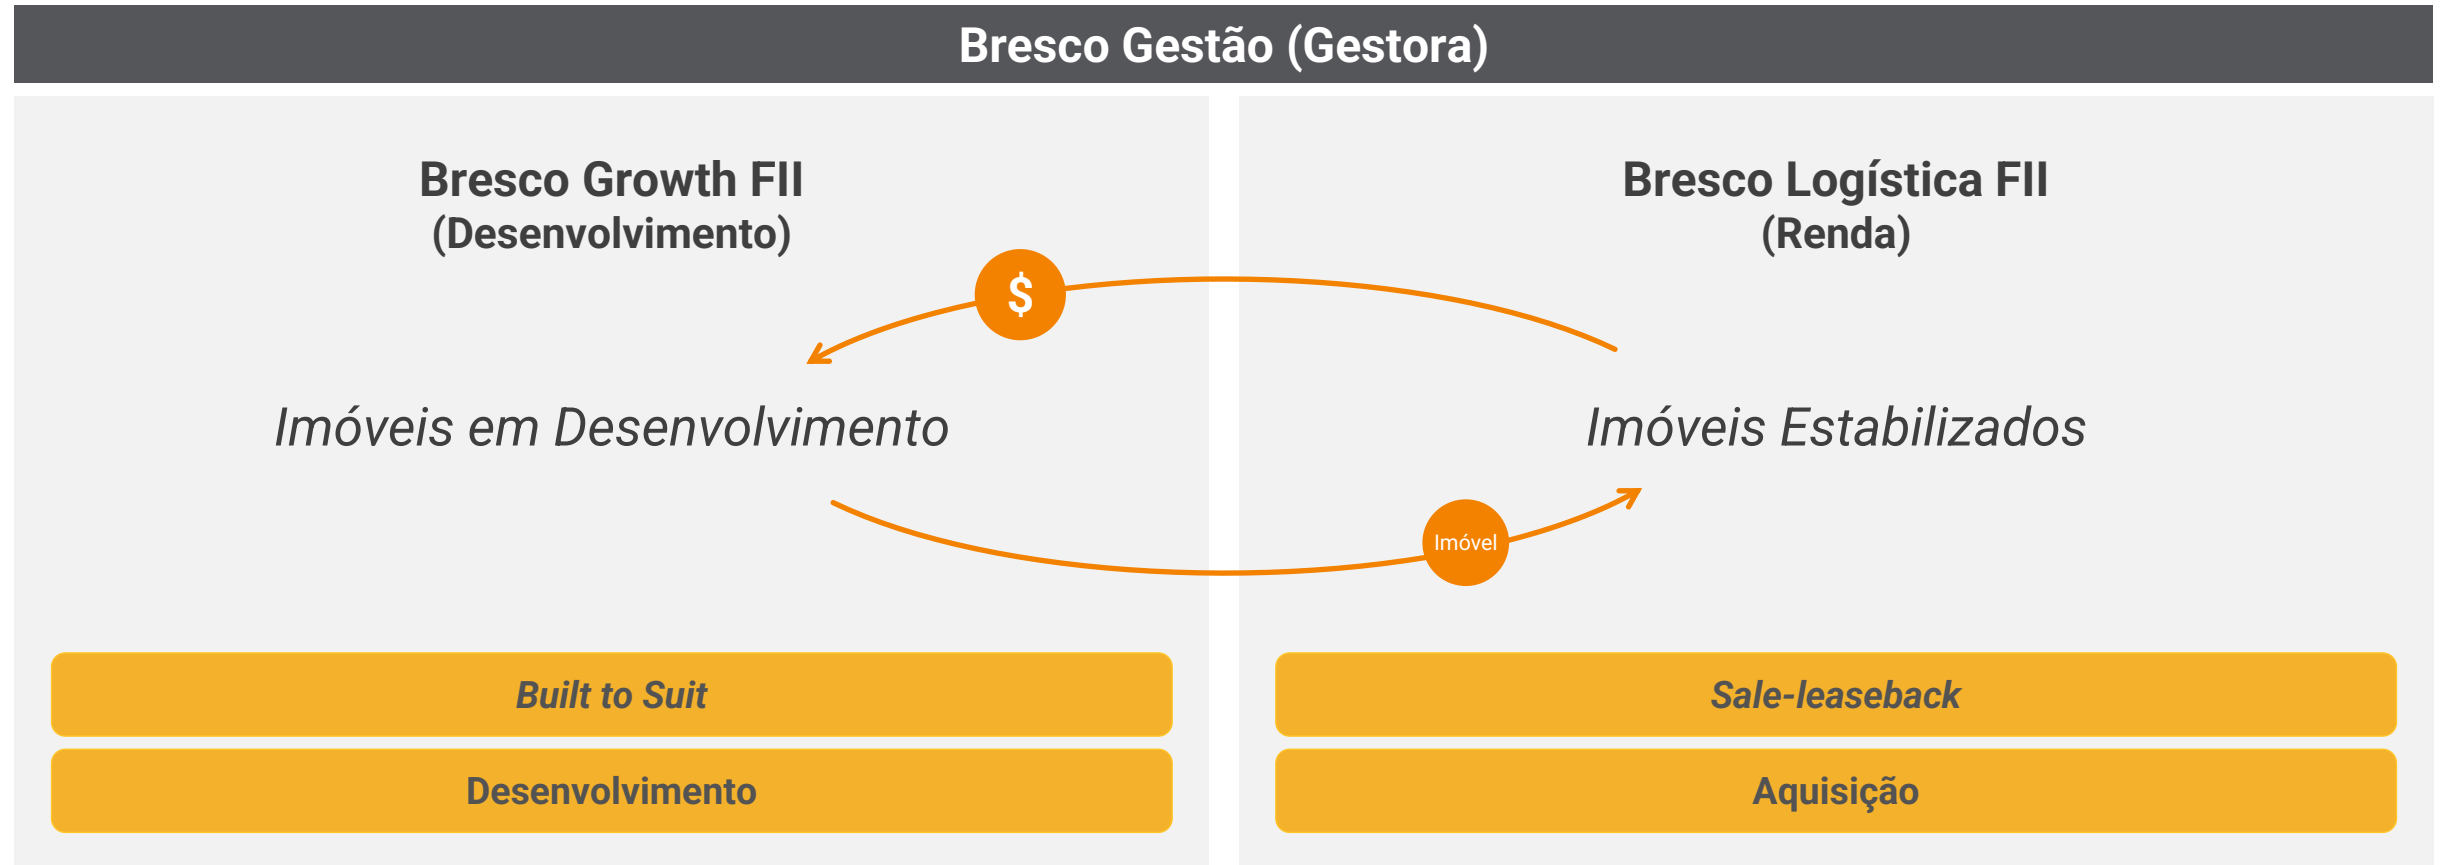 Bresco Gestão (Gestora)
Bresco Growth FII
(Desenvolvimento)
$
Imóveis em Desenvolvimento
Built to Suit
Desenvolvimento
Bresco Logística FII
(Renda)
Imóveis Estabilizados
Imóvel
Sale-leaseback
Aquisição